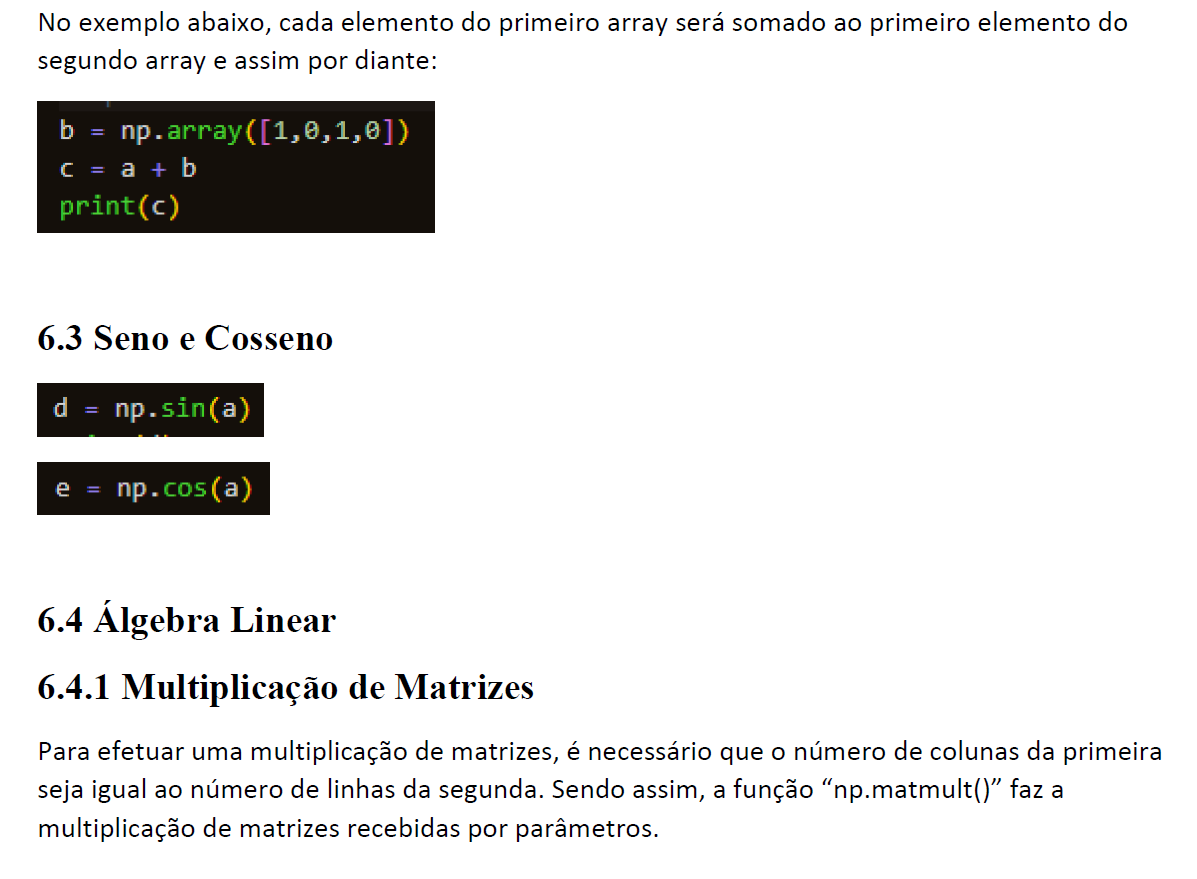 No exemplo abaixo, cada elemento do primeiro array será somado ao primeiro elemento do
segundo array e assim por diante:
b = np.array([1,0,1,0])
c = a + b
print(c)
6.3 Seno e Cosseno
d = np.sin(a)
e = np.cos(a)
6.4 Álgebra Linear
6.4.1 Multiplicação de Matrizes
Para efetuar uma multiplicação de matrizes, é necessário que o número de colunas da primeira
seja igual ao número de linhas da segunda. Sendo assim, a função “np.matmult()” faz a
multiplicação de matrizes recebidas por parâmetros.